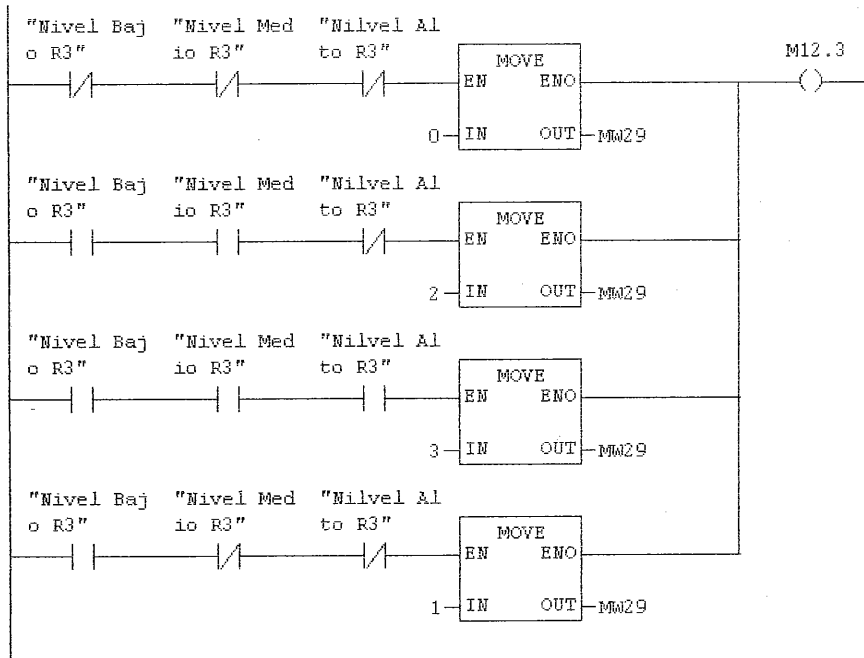 "Nivel Baj "Nivel Med "Nilvel Al
o R3" io R3" to R3"
MOVE
M12.3
EN ENO
0 IN OUT MW29
"Nivel Baj "Nivel Med "Nilvel Al
o R3" io R3" to R3"
MOVE
EN ENO
2 IN OUT MW29
"Nivel Baj "Nivel Med "Nilvel Al
o R3" io R3" to R3"
MOVE
EN ENO
3 IN OUT MW29
"Nivel Baj "Nivel Med "Nilvel Al
o R3" io R3" to R3"
MOVE
EN ENO
1 IN OUT MW29